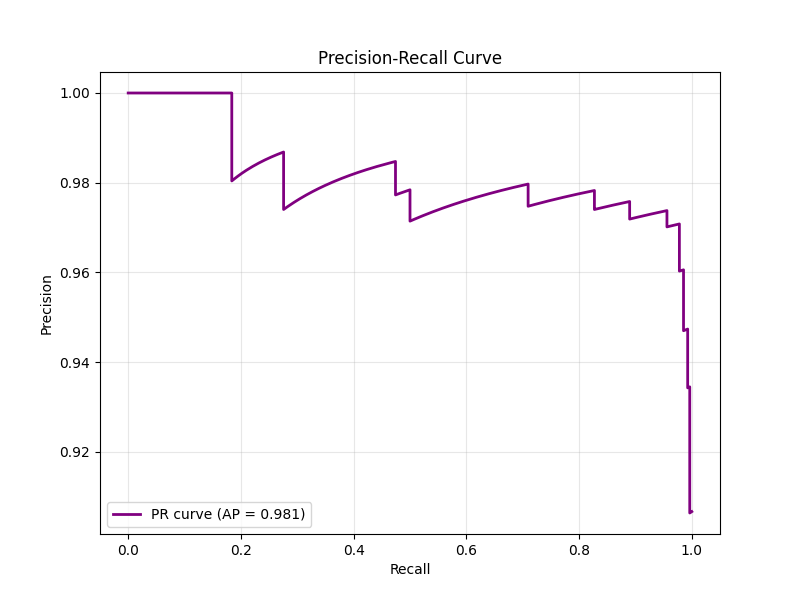 Precision-Recall Curve
1.00
0.98
0.96
0.94
0.92
Precision
PR curve (AP = 0.981)
0.0 0.2 0.4 0.6 0.8 1.0
Recall